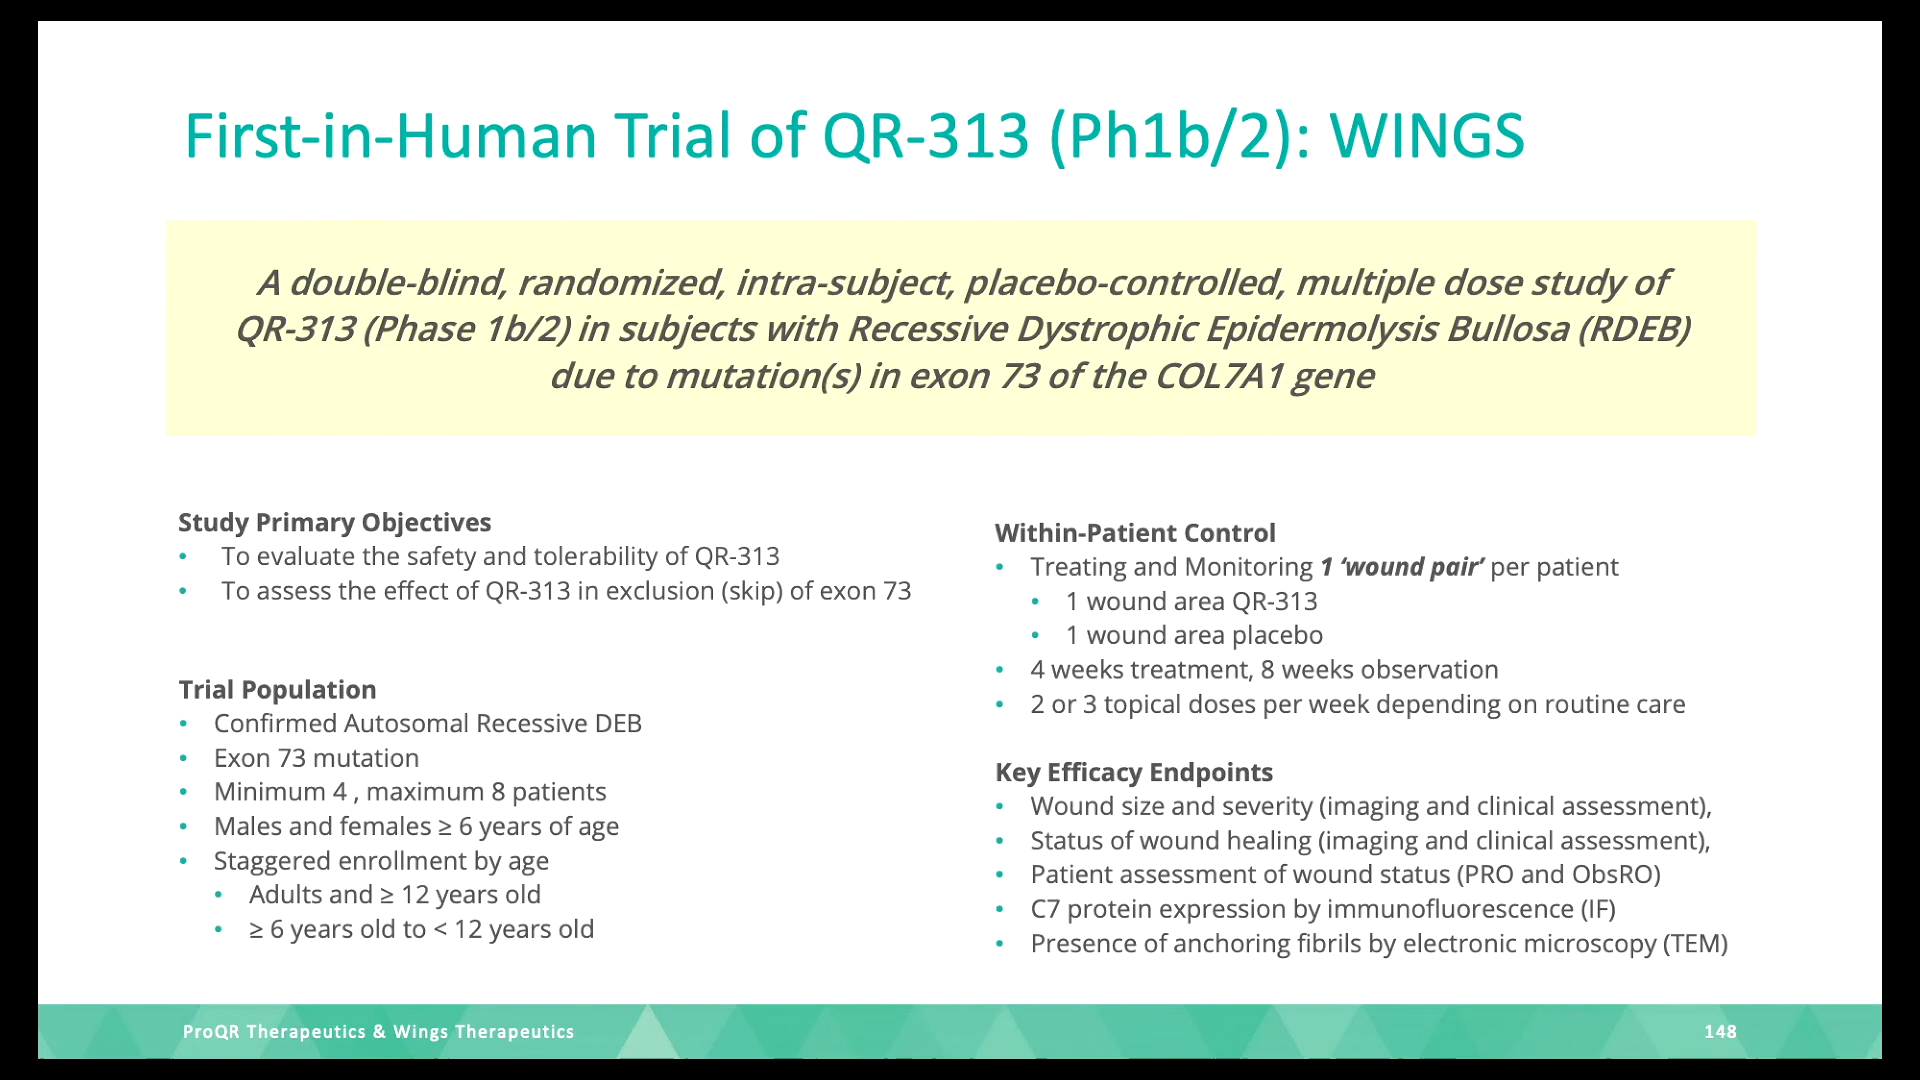 First-in-Human Trial of QR-313 (Ph1b/2): WINGS
A double-blind, randomized, intra-subject, placebo-controlled, multiple dose study of
QR-313 (Phase 1b/2) in subjects with Recessive Dystrophic Epidermolysis Bullosa (RDEB)
due to mutation(s) in exon 73 of the COL7A1 gene
Study Primary Objectives
• To evaluate the safety and tolerability of QR-313
• To assess the effect of QR-313 in exclusion (skip) of exon 73
Trial Population
• Confirmed Autosomal Recessive DEB
• Exon 73 mutation
• Minimum 4 , maximum 8 patients
• Males and females ≥ 6 years of age
• Staggered enrollment by age
• Adults and ≥ 12 years old
• ≥ 6 years old to < 12 years old
Within-Patient Control
• Treating and Monitoring 1 ‘wound pair’ per patient
• 1 wound area QR-313
• 1 wound area placebo
• 4 weeks treatment, 8 weeks observation
• 2 or 3 topical doses per week depending on routine care
Key Efficacy Endpoints
• Wound size and severity (imaging and clinical assessment),
• Status of wound healing (imaging and clinical assessment),
• Patient assessment of wound status (PRO and ObsRO)
• C7 protein expression by immunofluorescence (IF)
• Presence of anchoring fibrils by electronic microscopy (TEM)
ProQR Therapeutics & Wings Therapeutics
148